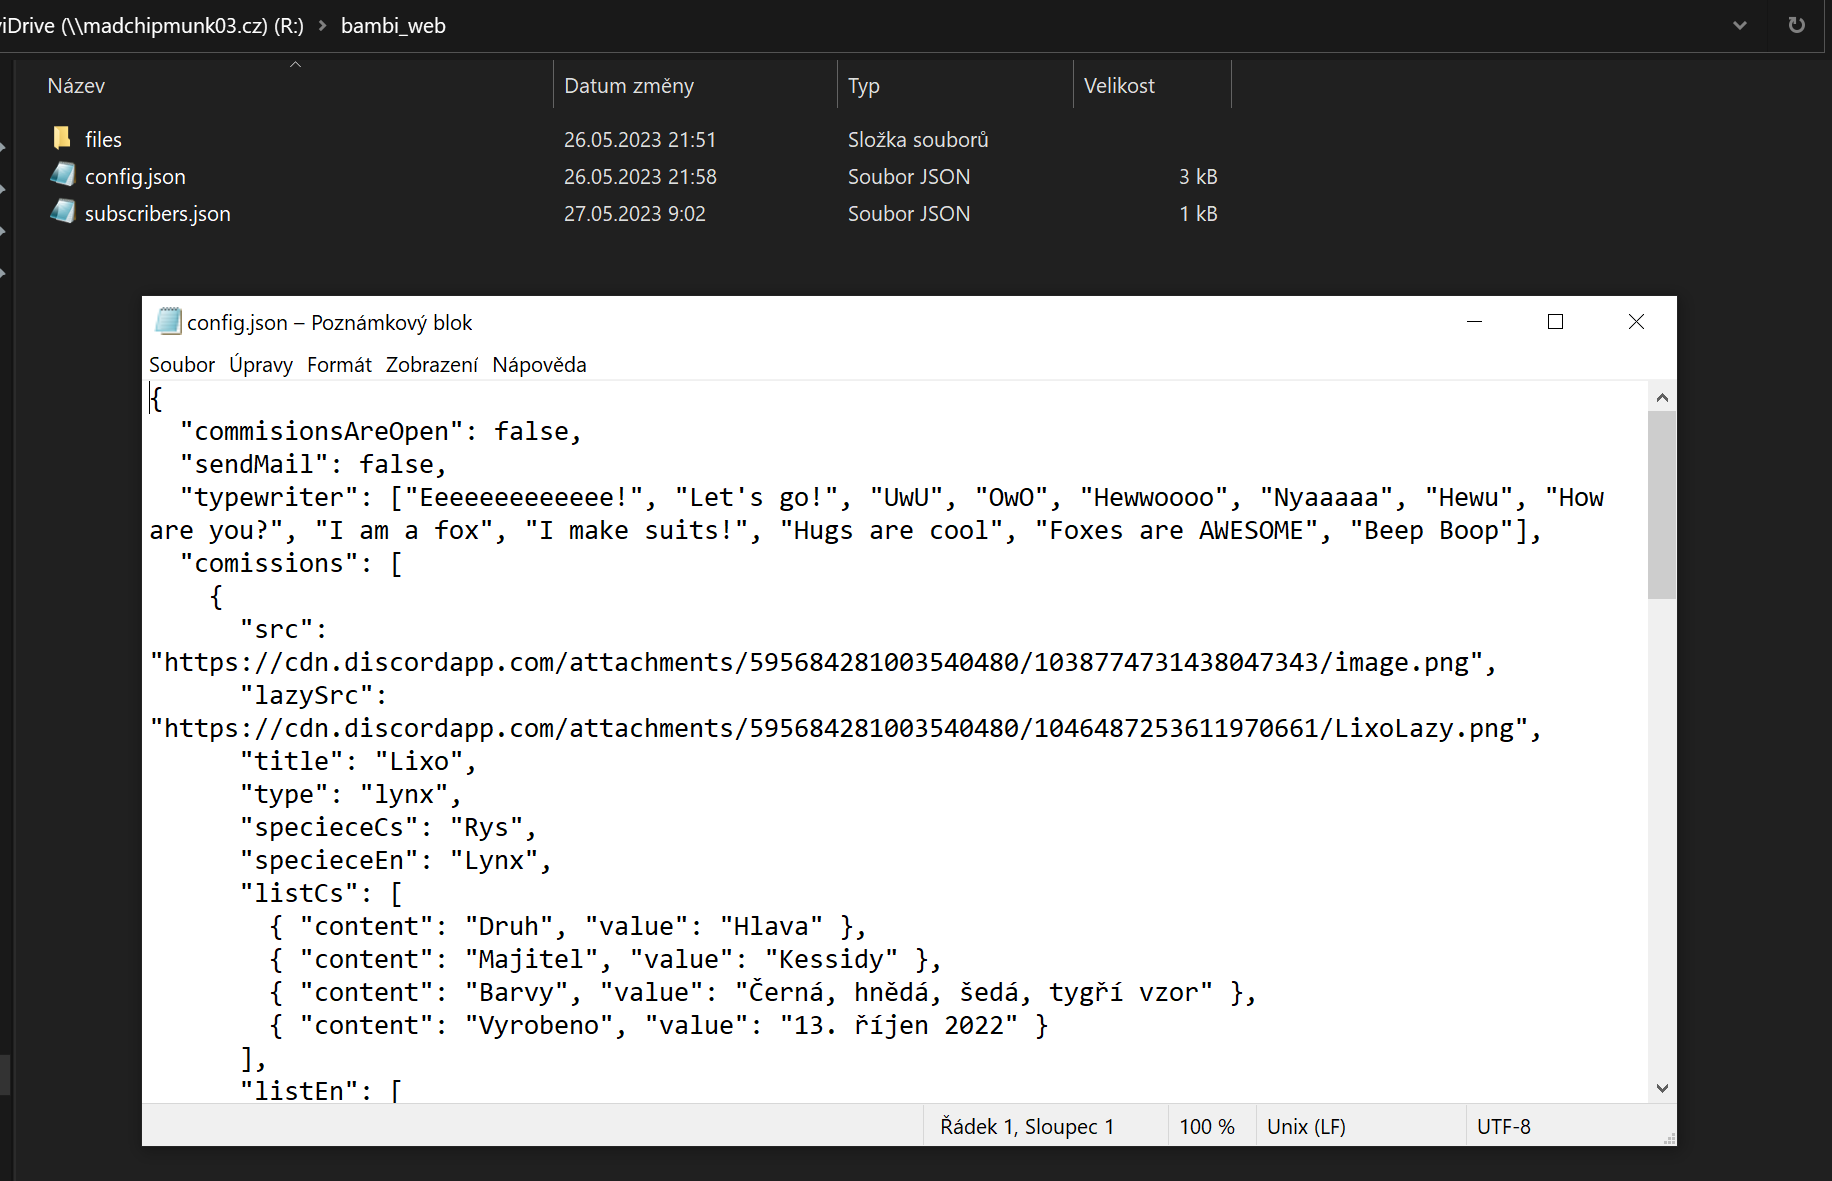 iDrive (\\madchipmunk03.cz) (R:) > bambi_web
Název Datum změny Typ Velikost
files 26.05.2023 21:51 Složka souborů
config.json 26.05.2023 21:58 Soubor JSON 3 kB
subscribers.json 27.05.2023 9:02 Soubor JSON 1 kB
config.json – Poznámkový blok
Soubor Úpravy Formát Zobrazení Nápověda
{
"commisionsAreOpen": false,
"sendMail": false,
"typewriter": ["Eeeeeeeeeeeee!", "Let's go!", "UwU", "OwO", "Hewwoooo", "Nyaaaaa", "Hewu", "How
are you?", "I am a fox", "I make suits!", "Hugs are cool", "Foxes are AWESOME", "Beep Boop"],
"comissions": [
{
"src":
"https://cdn.discordapp.com/attachments/595684281003540480/1038774731438047343/image.png",
"lazySrc":
"https://cdn.discordapp.com/attachments/595684281003540480/1046487253611970661/LixoLazy.png",
"title": "Lixo",
"type": "lynx",
"specieceCs": "Rys",
"specieceEn": "Lynx",
"listCs": [
{ "content": "Druh", "value": "Hlava" },
{ "content": "Majitel", "value": "Kessidy" },
{ "content": "Barvy", "value": "Černá, hnědá, šedá, tygří vzor" },
{ "content": "Vyrobeno", "value": "13. říjen 2022" }
],
"listEn": [
Řádek 1, Sloupec 1 100 % Unix (LF) UTF-8